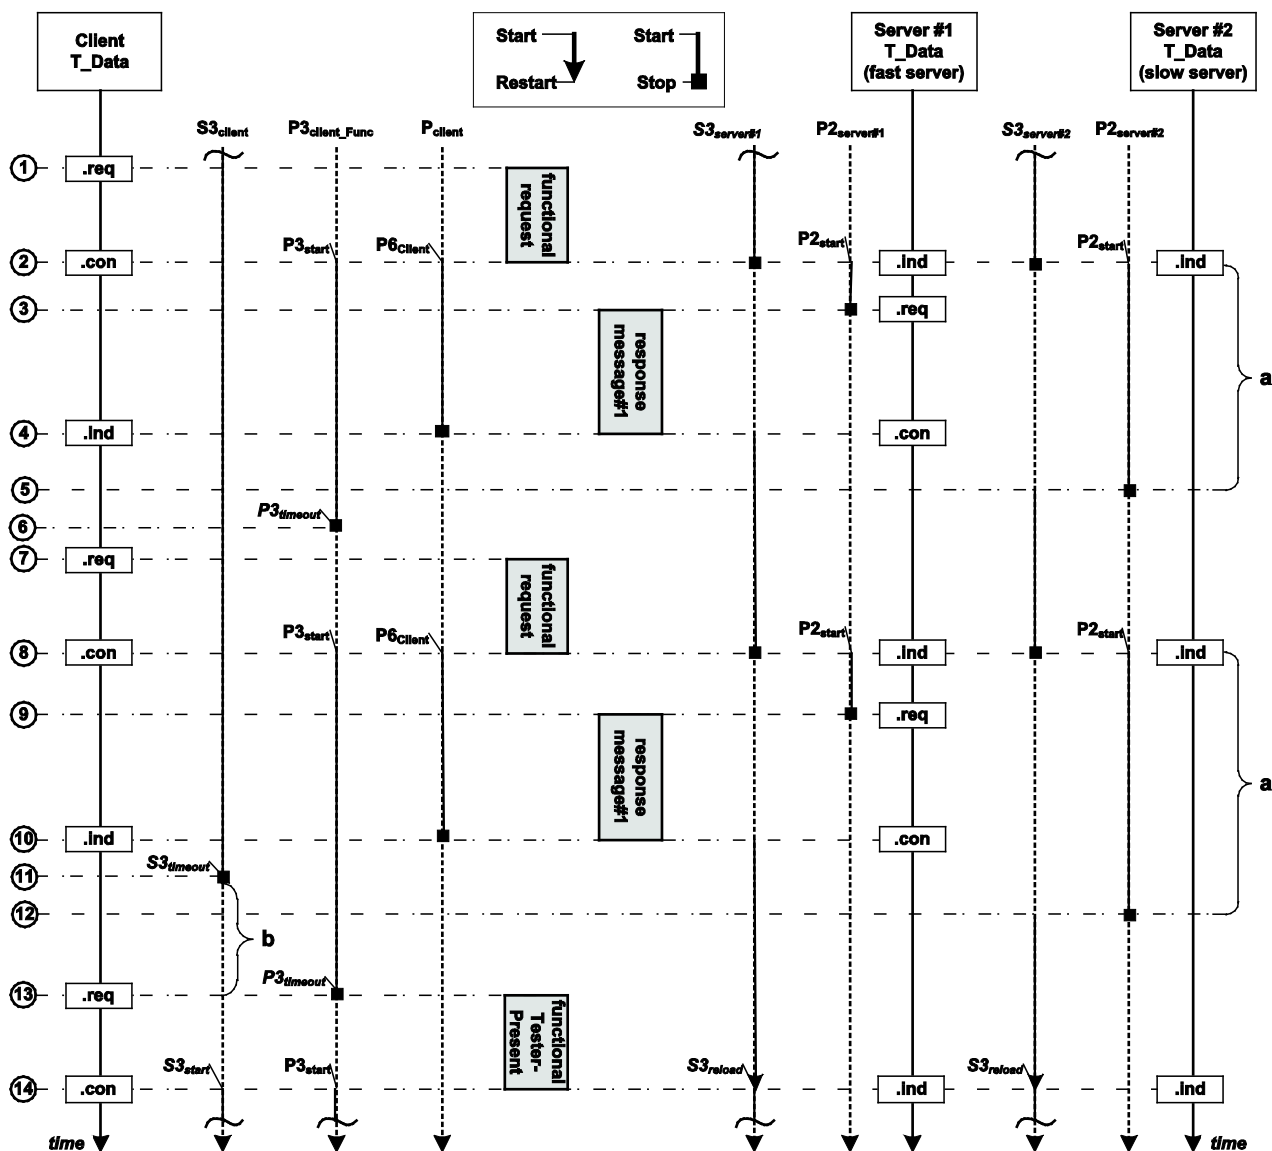 Client
T_Data
Start
Start
Restart
Stop
Server #1
T_Data
(fast server)
Server #2
T_Data
(slow server)
S3client
P3client_Func
Pclient
S3server#1
P2server#1
S3server#2
P2server#2
1
.req
functional
request
P3start
P6Client
P2start
P2start
2
.con
.ind
.ind
3
.req
response
message#1
a
4
.ind
.con
5
P3timeout
6
7
.req
functional
request
P3start
P6Client
P2start
P2start
8
.con
.ind
.ind
9
.req
response
message#1
a
10
.ind
.con
S3timeout
11
12
b
P3timeout
13
.req
functional
Tester-
Present
S3start
P3start
S3reload
S3reload
14
.con
.ind
.ind
time
time